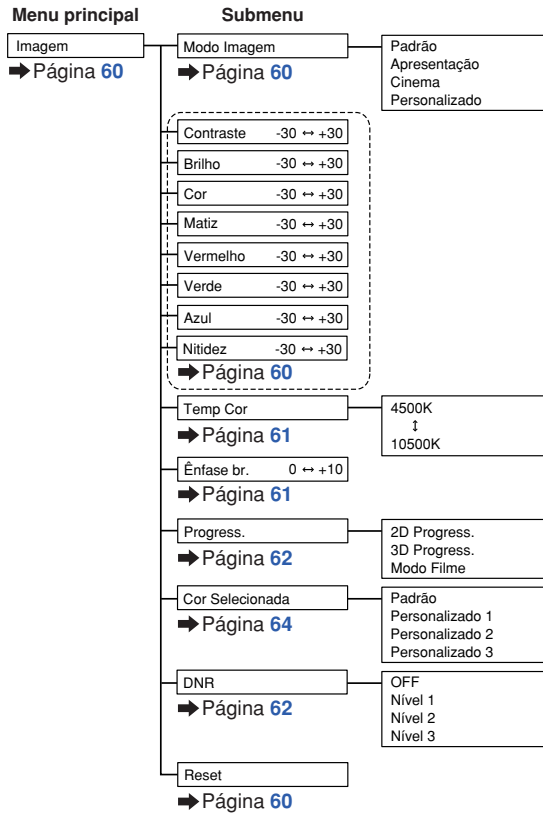 Menu principal Submenu
Imagem Modo Imagem Padrão
➡Página 60 ➡Página 60 Apresentação
Cinema
Personalizado
Contraste -30 ↔ +30
Brilho -30 ↔ +30
Cor -30 ↔ +30
Matiz -30 ↔ +30
Vermelho -30 ↔ +30
Verde -30 ↔ +30
Azul -30 ↔ +30
Nitidez -30 ↔ +30
➡Página 60
Temp Cor 4500K
➡Página 61 ↕
10500K
Ênfase br. 0 ↔ +10
➡Página 61
Progress. 2D Progress.
➡Página 62 3D Progress.
Modo Filme
Cor Selecionada Padrão
➡Página 64 Personalizado 1
Personalizado 2
Personalizado 3
DNR OFF
➡Página 62 Nível 1
Nível 2
Nível 3
Reset
➡Página 60